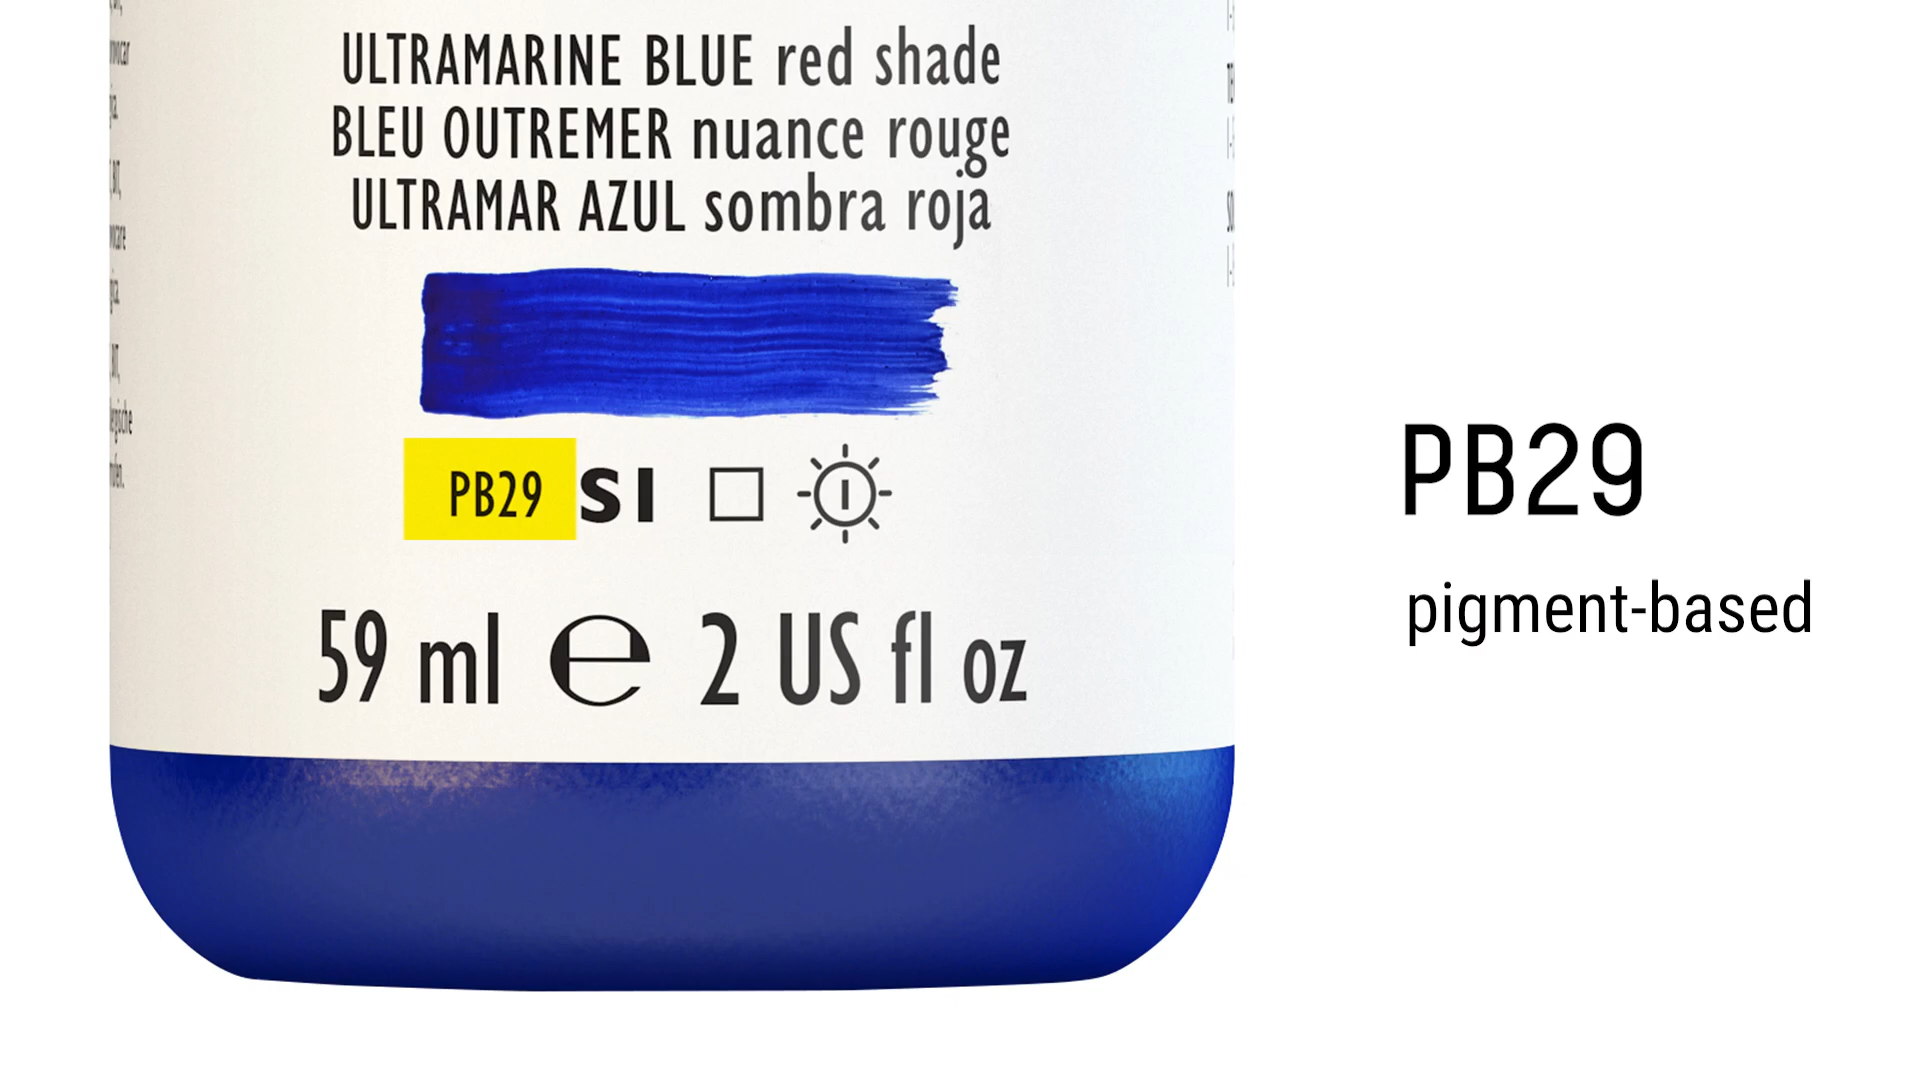 ULTRAMARINE BLUE red shade
BLEU OUTREMER nuance rouge
ULTRAMAR AZUL sombra roja
PB29 S1
I
59 ml e 2 US fl oz
PB29
pigment-based